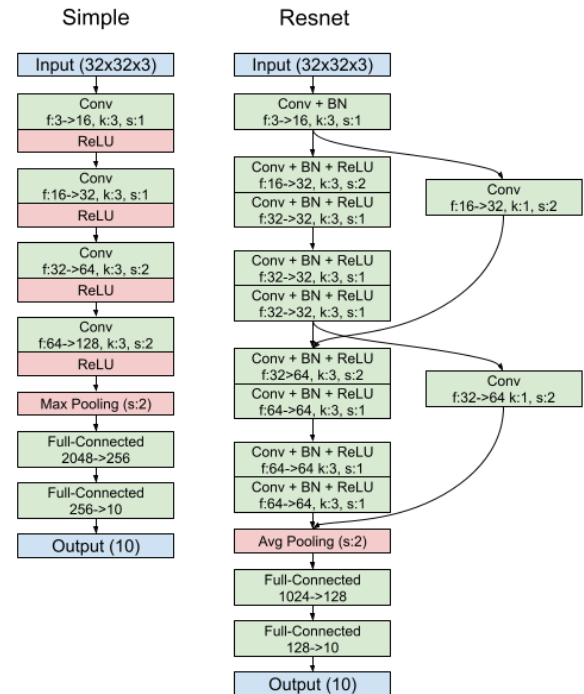 Simple
Input (32x32x3)
Conv
f:3->16, k:3, s:1
ReLU
Conv
f:16->32, k:3, s:1
ReLU
Conv
f:32->64, k:3, s:2
ReLU
Conv
f:64->128, k:3, s:2
ReLU
Max Pooling (s:2)
Full-Connected
2048->256
Full-Connected
256->10
Output (10)
Resnet
Input (32x32x3)
Conv + BN
f:3->16, k:3, s:1
Conv + BN + ReLU
f:16->32, k:3, s:2
Conv + BN + ReLU
f:32->32, k:3, s:1
Conv
f:16->32, k:1, s:2
Conv + BN + ReLU
f:32->32, k:3, s:1
Conv + BN + ReLU
f:32->32, k:3, s:1
Conv + BN + ReLU
f:32>64, k:3, s:2
Conv + BN + ReLU
f:64->64, k:3, s:1
Conv
f:32->64 k:1, s:2
Conv + BN + ReLU
f:64->64 k:3, s:1
Conv + BN + ReLU
f:64->64, k:3, s:1
Avg Pooling (s:2)
Full-Connected
1024->128
Full-Connected
128->10
Output (10)